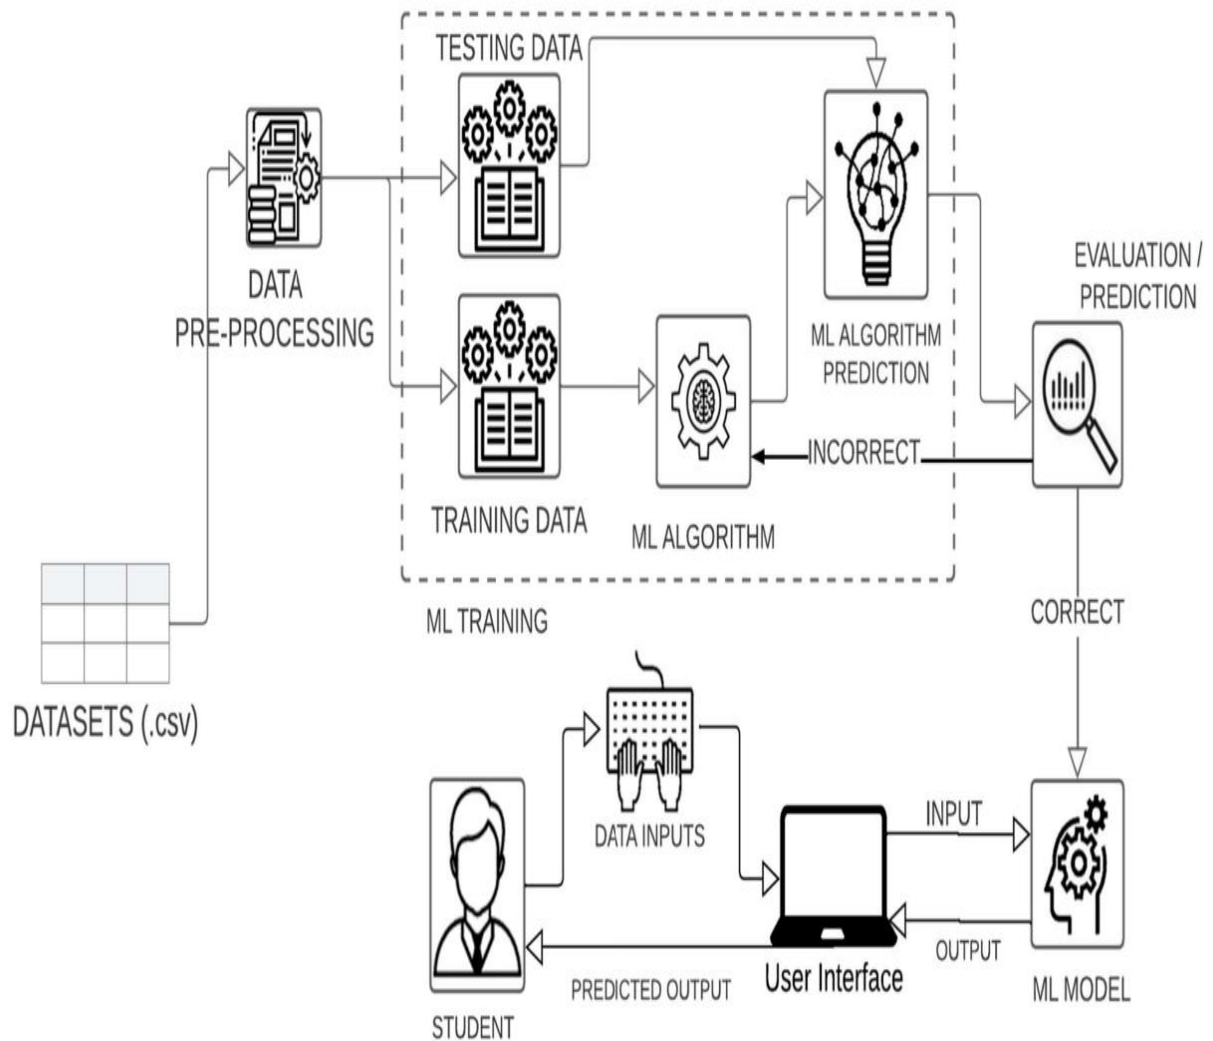 TESTING DATA
DATA
PRE-PROCESSING
EVALUATION /
PREDICTION
ML ALGORITHM
PREDICTION
INCORRECT
TRAINING DATA
ML ALGORITHM
ML TRAINING
CORRECT
DATASETS (.csv)
DATA INPUTS
INPUT
OUTPUT
User Interface
PREDICTED OUTPUT
ML MODEL
STUDENT